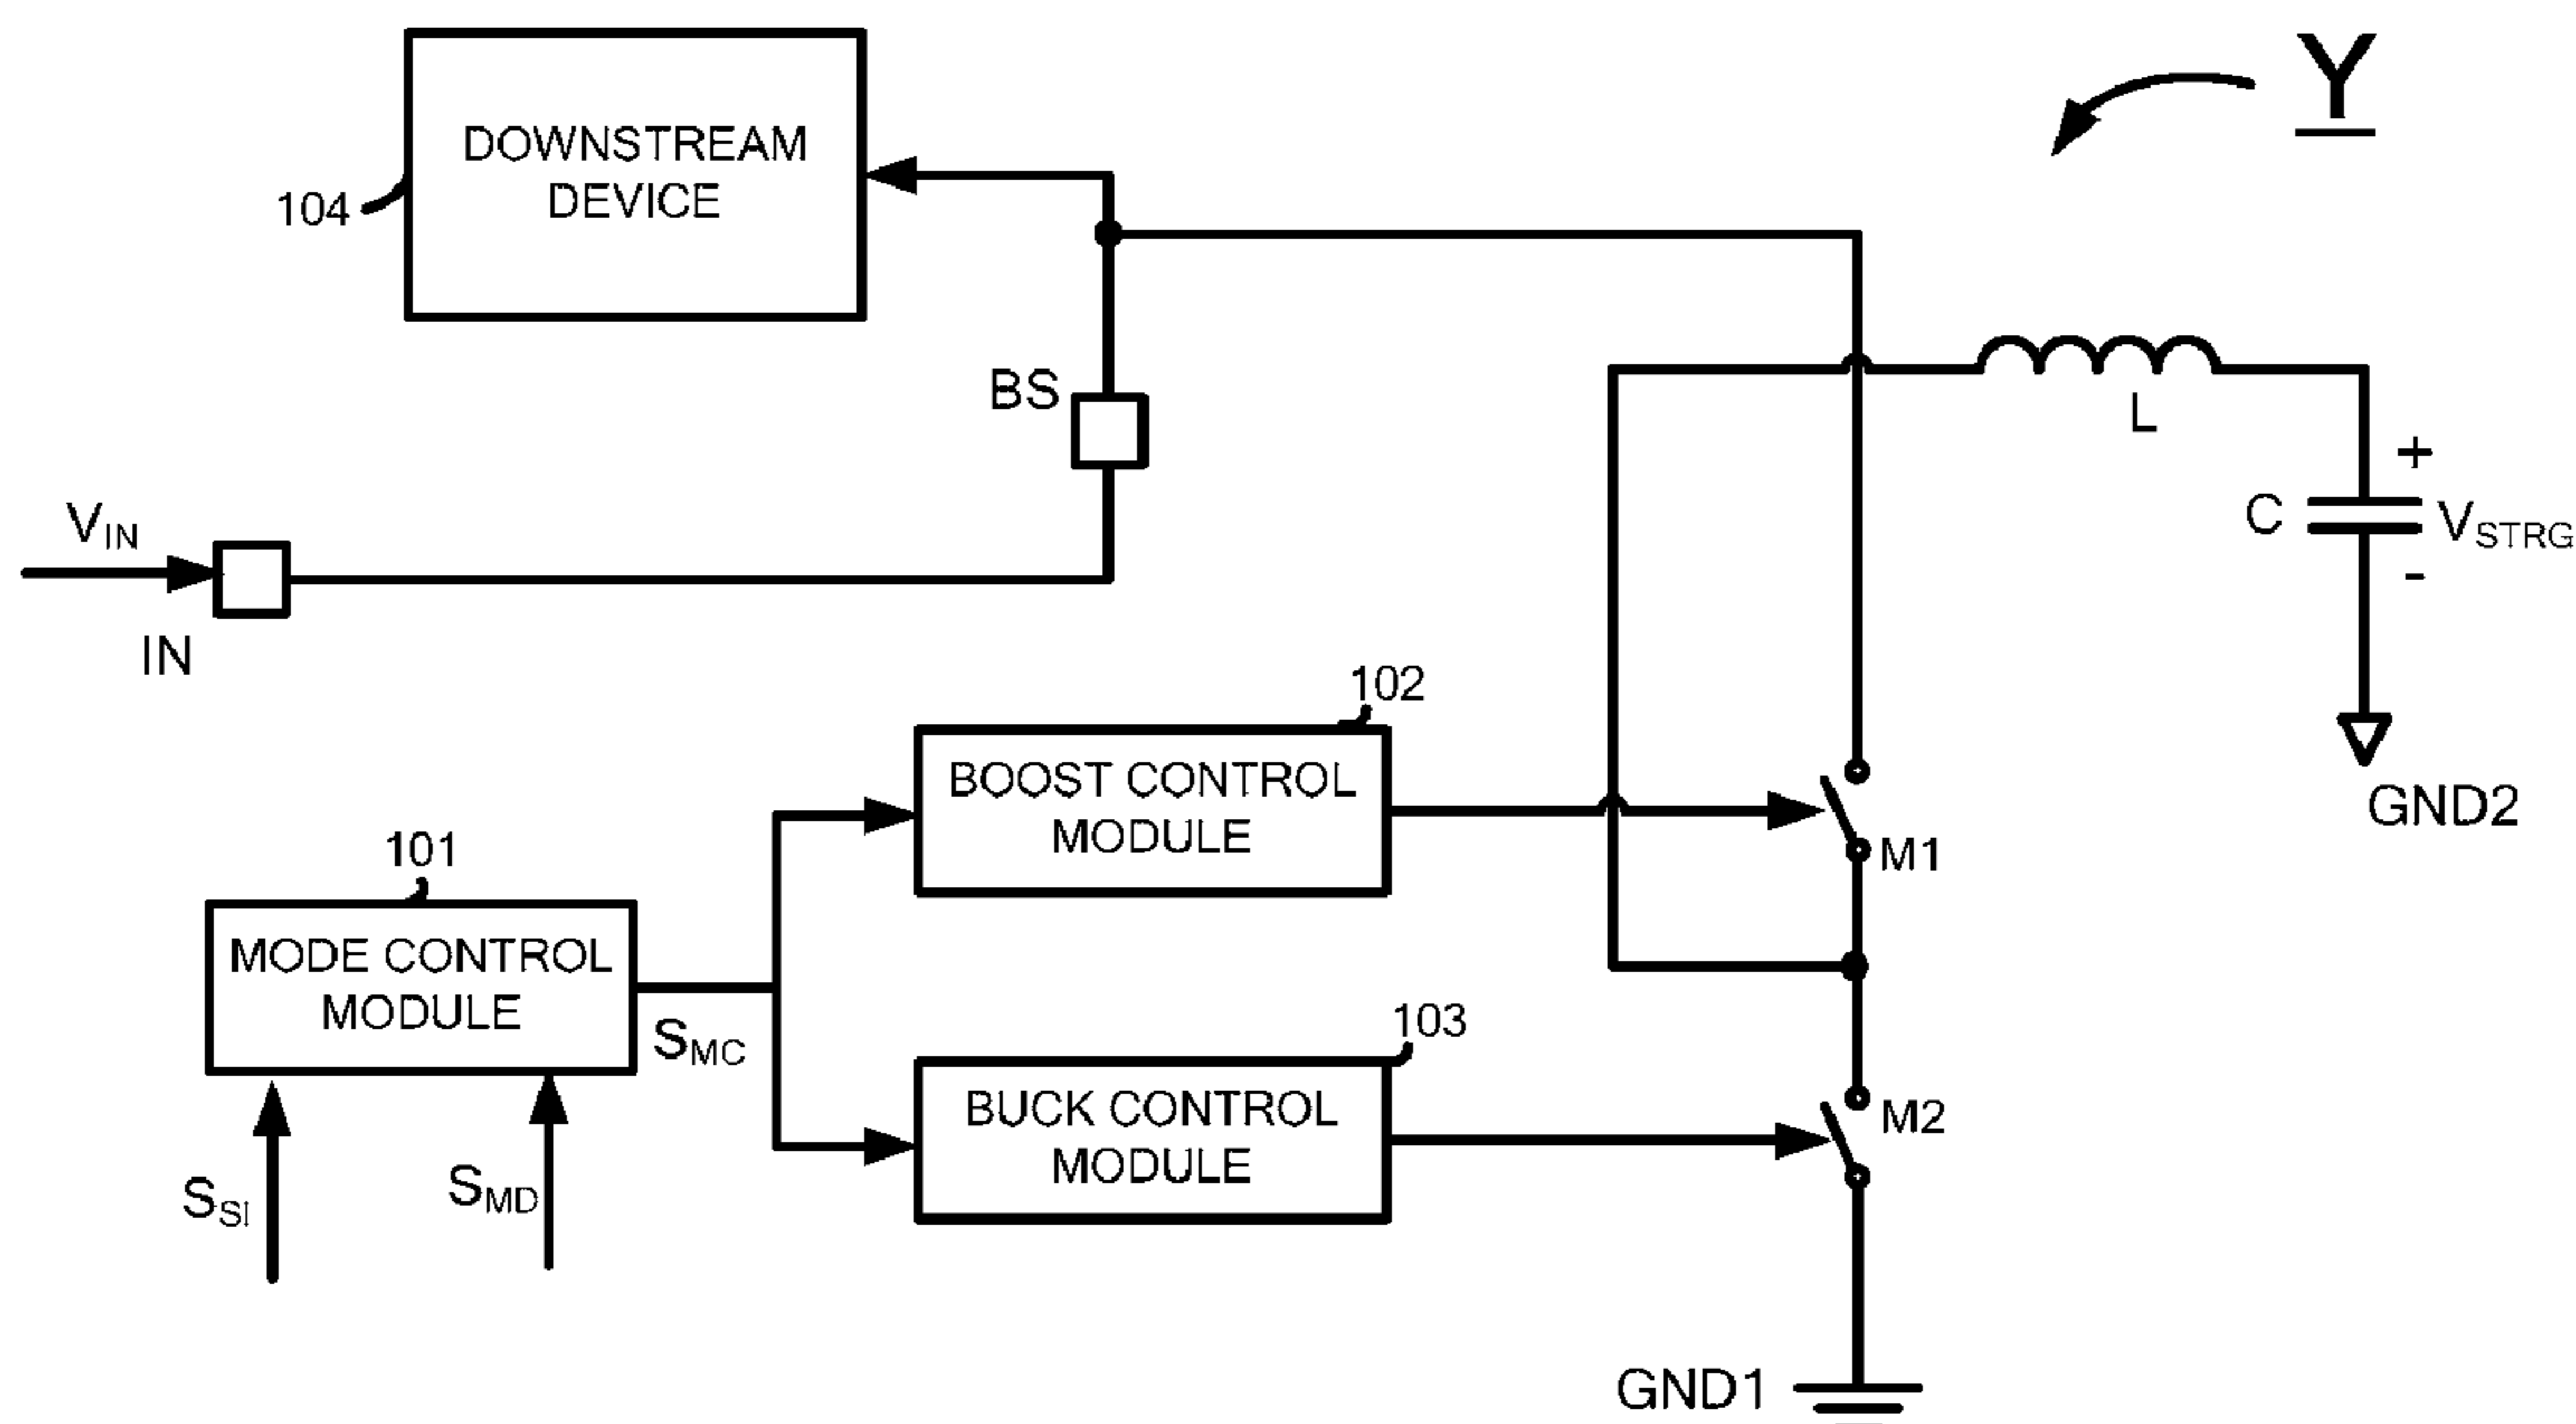 Y
DOWNSTREAM
DEVICE
104
BS
L
+
C
VSTRG
-
GND2
VIN
IN
102
BOOST CONTROL
MODULE
M1
101
MODE CONTROL
MODULE
SMC
103
BUCK CONTROL
MODULE
M2
SSI
SMD
GND1